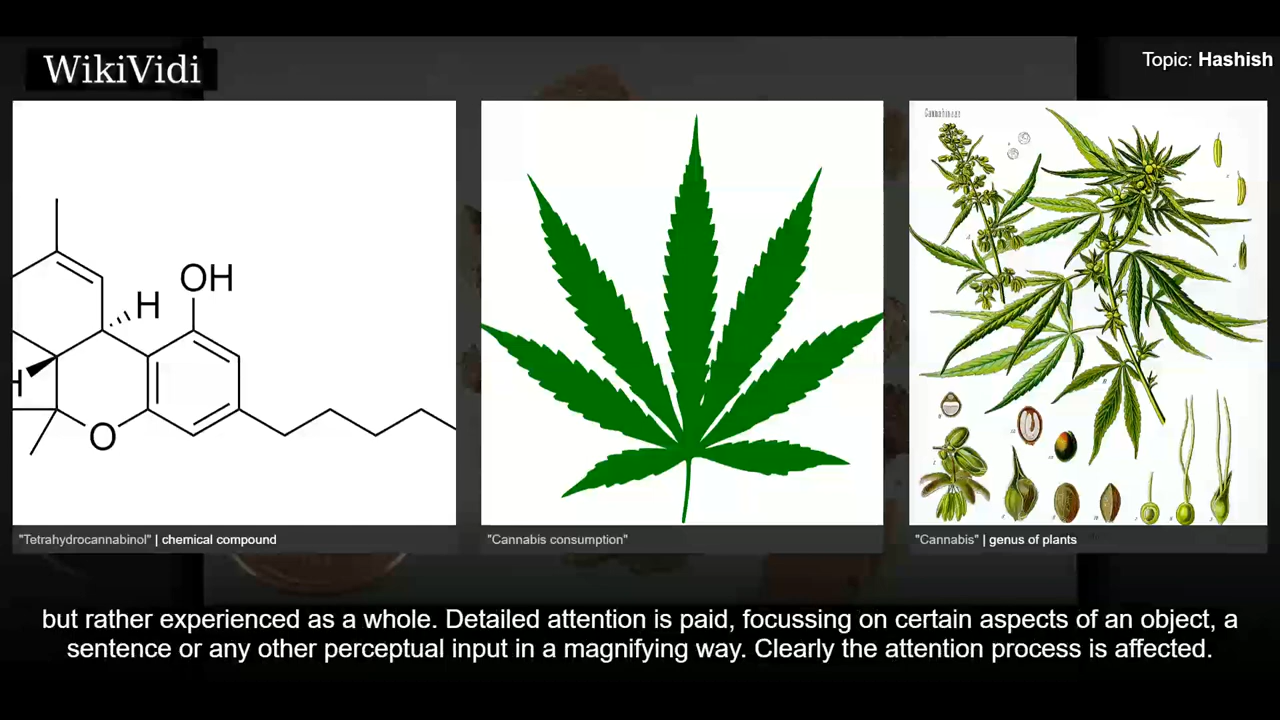 WikiVidi
Topic: Hashish
OH
H
H
O
Cannabaceae
"Tetrahydrocannabinol" | chemical compound
"Cannabis consumption"
"Cannabis" | genus of plants
but rather experienced as a whole. Detailed attention is paid, focussing on certain aspects of an object, a
sentence or any other perceptual input in a magnifying way. Clearly the attention process is affected.